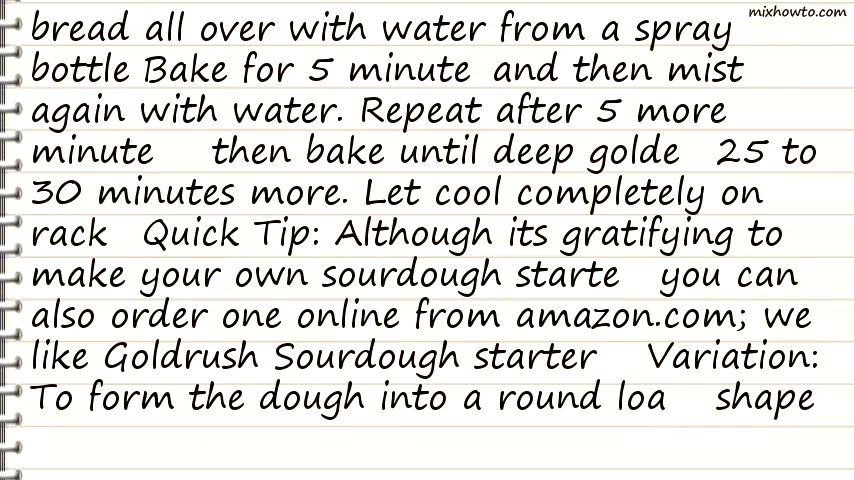 mixhowto.com
bread all over with water from a spray
bottle Bake for 5 minute and then mist
again with water. Repeat after 5 more
minute then bake until deep golde 25 to
30 minutes more. Let cool completely on
rack Quick Tip: Although its gratifying to
make your own sourdough starte you can
also order one online from amazon.com; we
like Goldrush Sourdough starter Variation:
To form the dough into a round loa shape